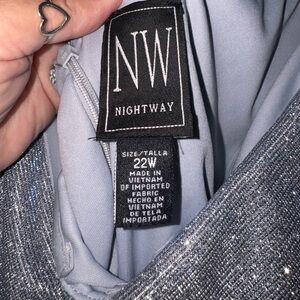 NW
NIGHTWAY
SIZE/TALLA
22W
MADE IN
VIETNAM
OF IMPORTED
FABRIC
HECHO EN
VIETNAM
DE TELA
IMPORTADA